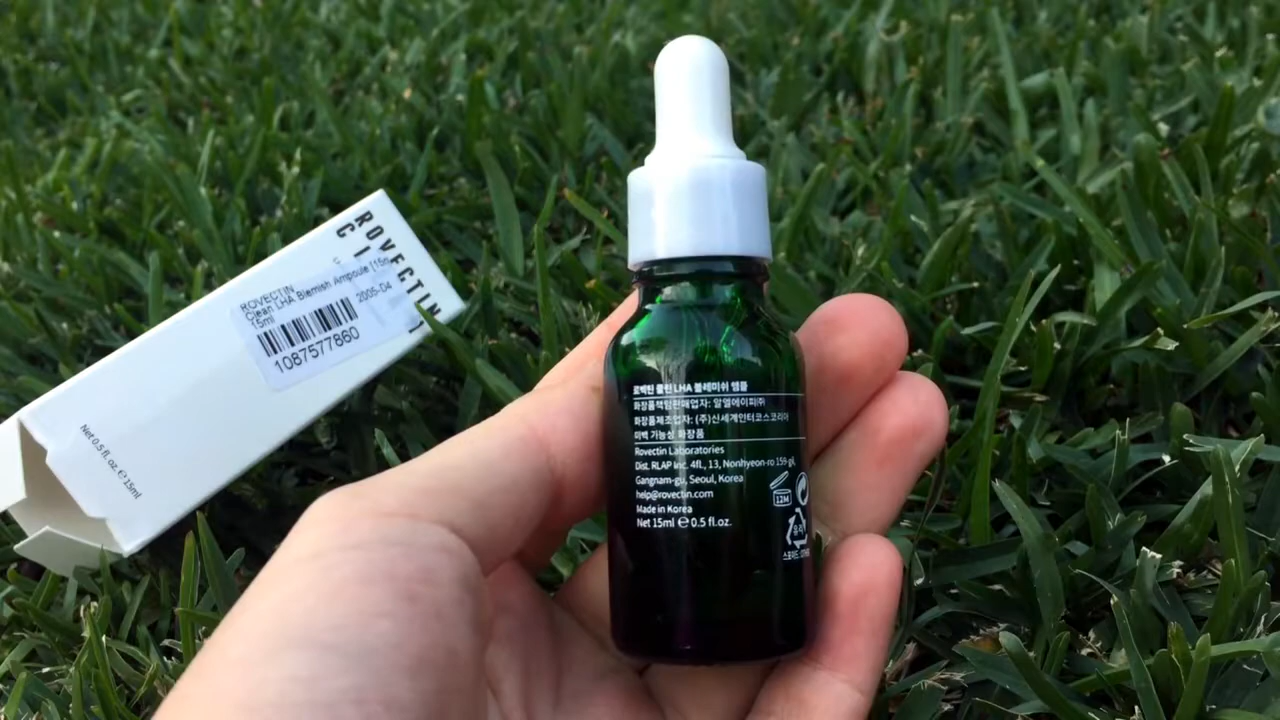 ROVECTIN
ROVECTIN
Clean LHA Blemish Ampoule [15m
15ml
2005-D4
1087577860
Net 0.5 fl. oz. ℮ 15ml
로벡틴 클린 LHA 블레미쉬 앰플
화장품책임판매업자: 알엘에이피㈜
화장품제조업자: (주)신세계인터코스코리아
미백 기능성 화장품
Rovectin Laboratories
Dist. RLAP Inc. 4fl., 13, Nonhyeon-ro 159-gil,
Gangnam-gu, Seoul, Korea
help@rovectin.com
Made in Korea
Net 15ml ℮ 0.5 fl.oz.
12M
유리